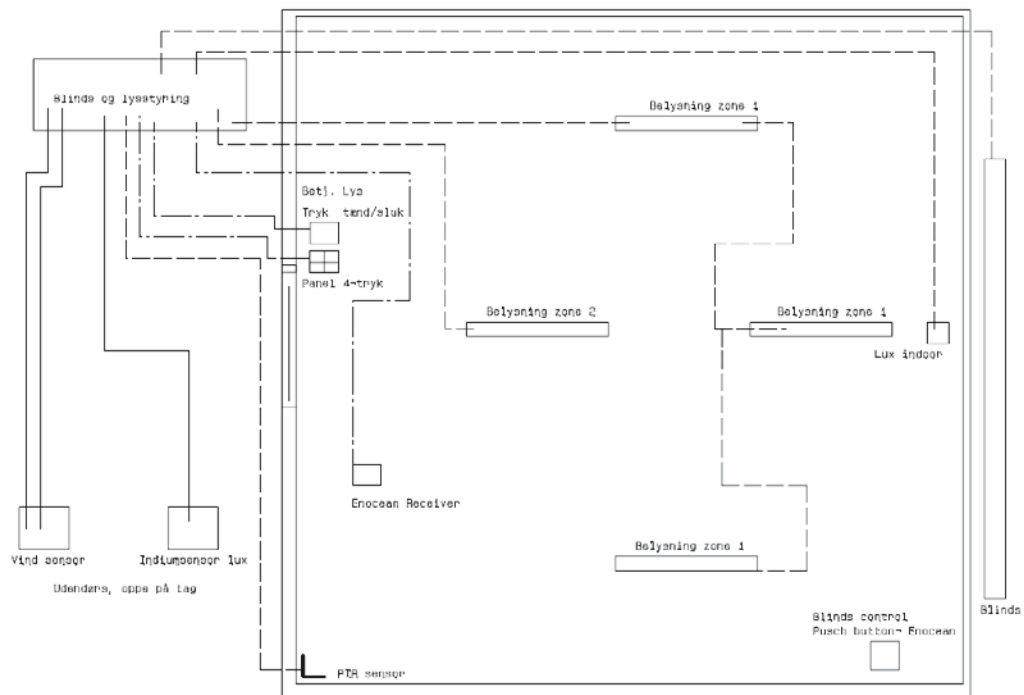 Blinds og lysstyring
Belysning zone 1
Betj. Lys
Tryk tænd/sluk
Panel 4-tryk
Belysning zone 2
Belysning zone 1
Lux indoor
Enocean Receiver
Vind sensor
Indiumsensor lux
Udendørs, oppe på tag
Belysning zone 1
Blinds
Blinds control
Pusch button- Enocean
PIR sensor